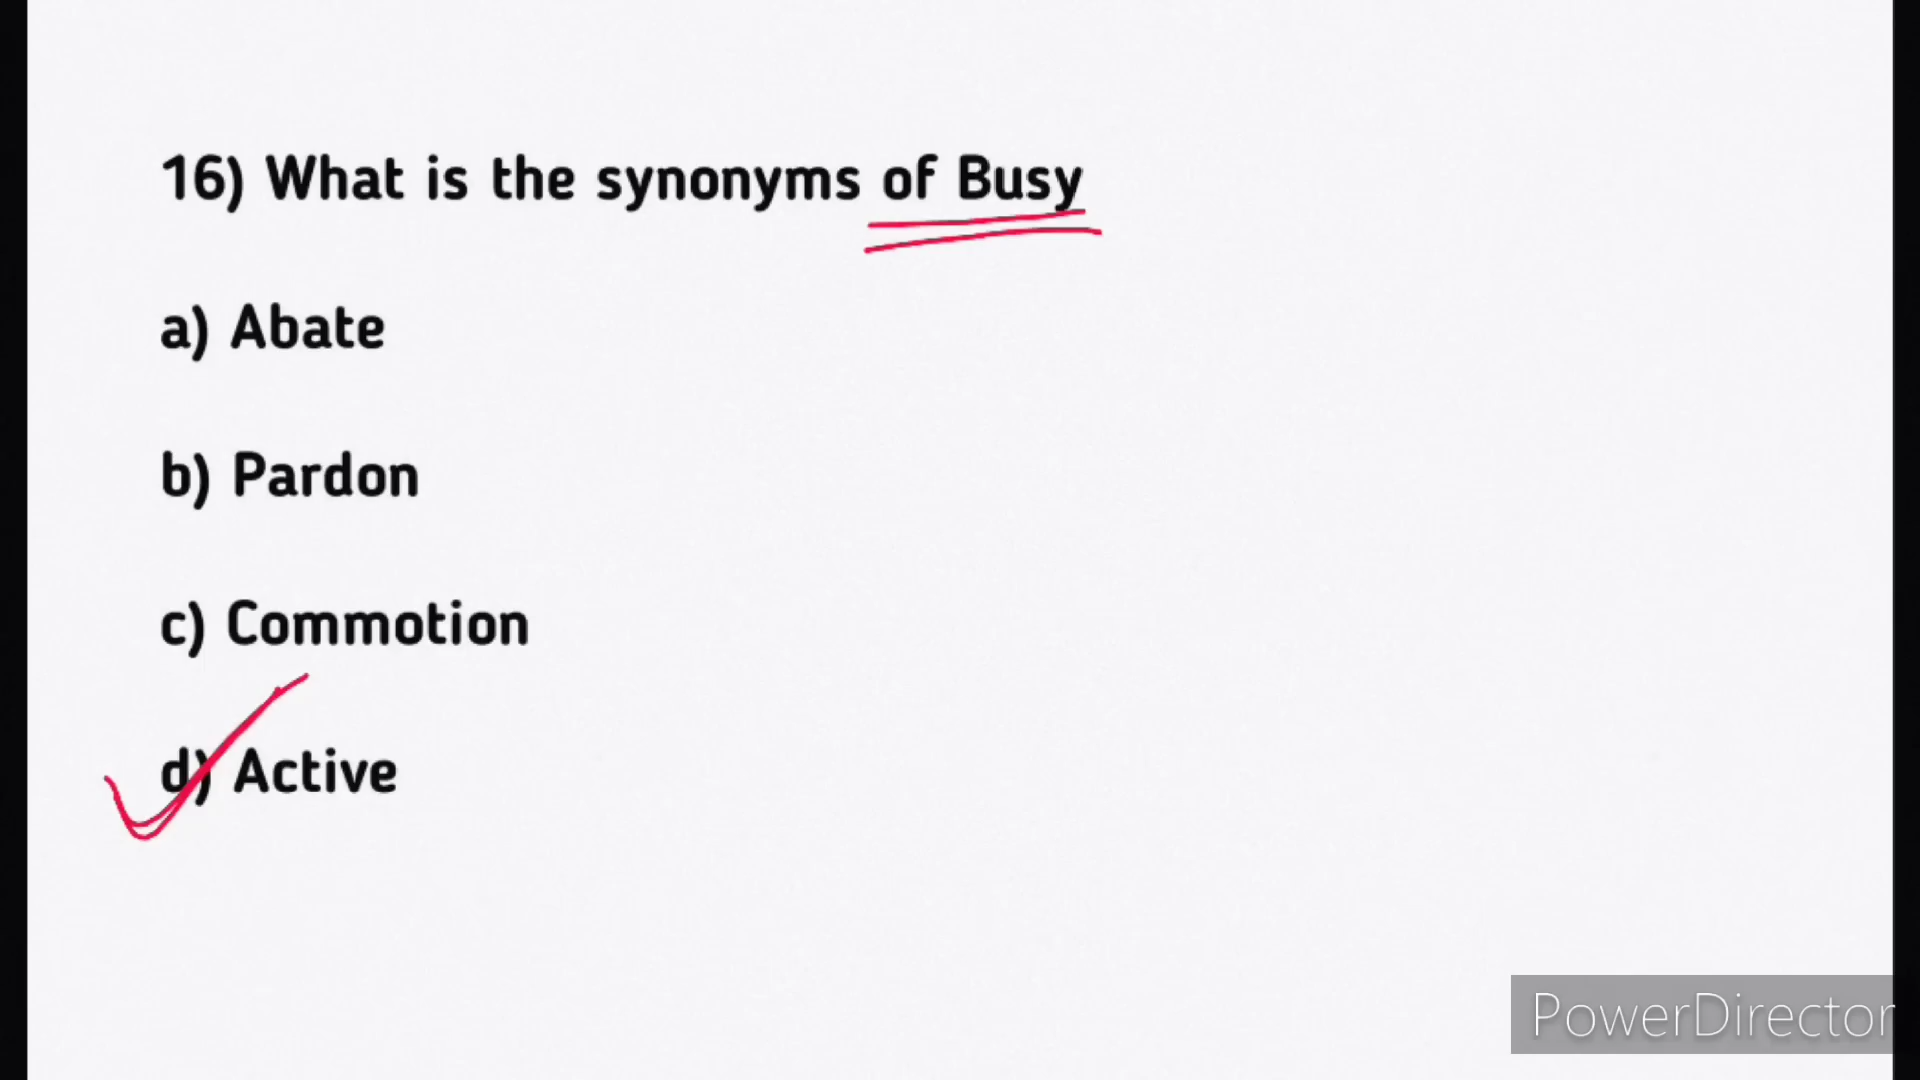 16) What is the synonyms of Busy
a) Abate
b) Pardon
c) Commotion
d) Active
PowerDirector